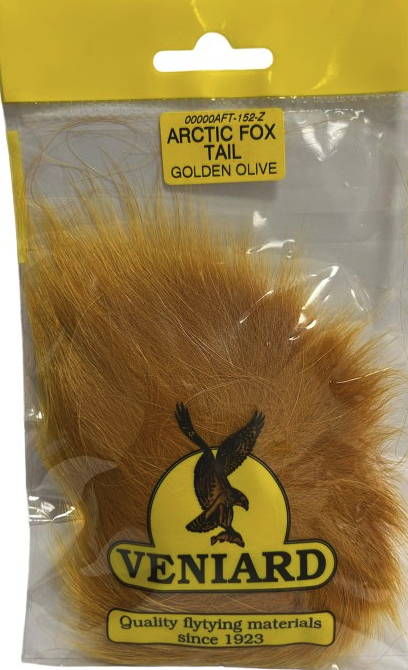 00000AFT-152-Z
ARCTIC FOX
TAIL
GOLDEN OLIVE
VENIARD
Quality flytying materials
since 1923